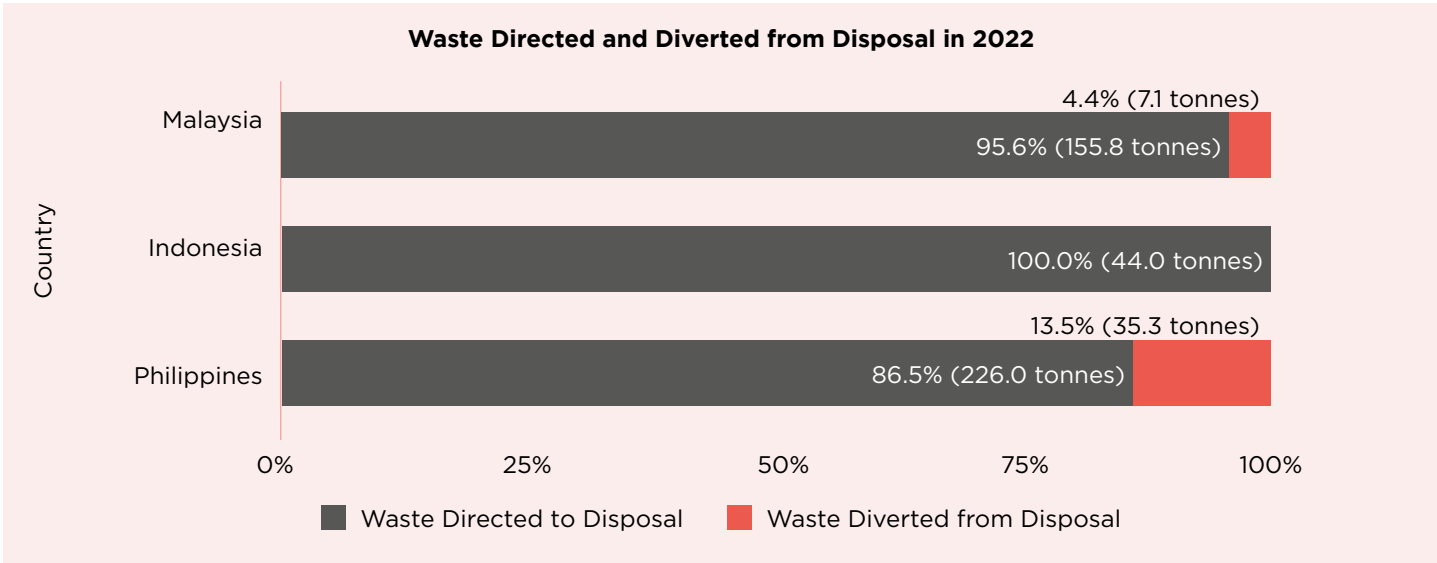 Waste Directed and Diverted from Disposal in 2022
Country
Malaysia
4.4% (7.1 tonnes)
95.6% (155.8 tonnes)
Indonesia
100.0% (44.0 tonnes)
Philippines
13.5% (35.3 tonnes)
86.5% (226.0 tonnes)
0% 25% 50% 75% 100%
Waste Directed to Disposal Waste Diverted from Disposal